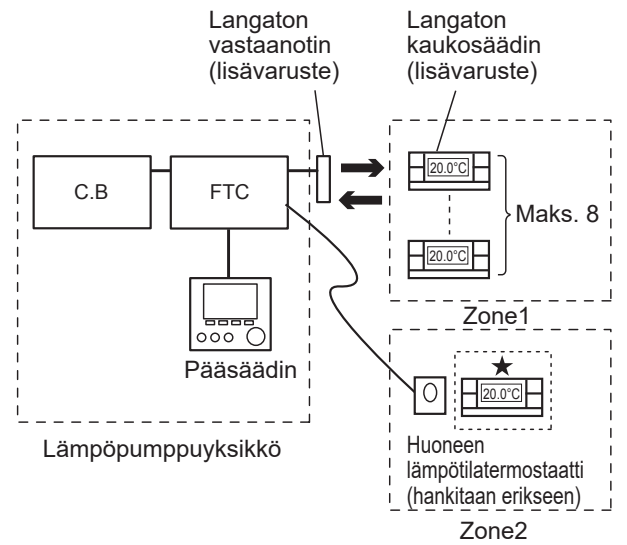 Langaton
vastaanotin
(lisävaruste)
Langaton
kaukosäädin
(lisävaruste)
C.B
FTC
20.0°C
20.0°C
Maks. 8
Zone1
Pääsäädin
Lämpöpumppuyksikkö
★
20.0°C
Huoneen
lämpötilatermostaatti
(hankitaan erikseen)
Zone2